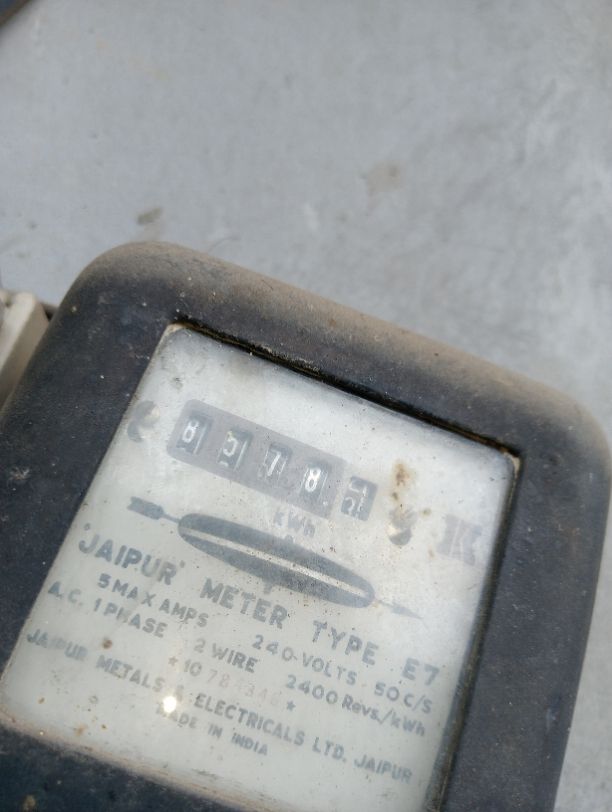 kWh
'JAIPUR' METER TYPE E7
5 MAX AMPS 240-VOLTS 50 C/S
A.C. 1 PHASE 2 WIRE 2400 Revs./kWh
JAIPUR METALS & ELECTRICALS LTD. JAIPUR
MADE IN INDIA